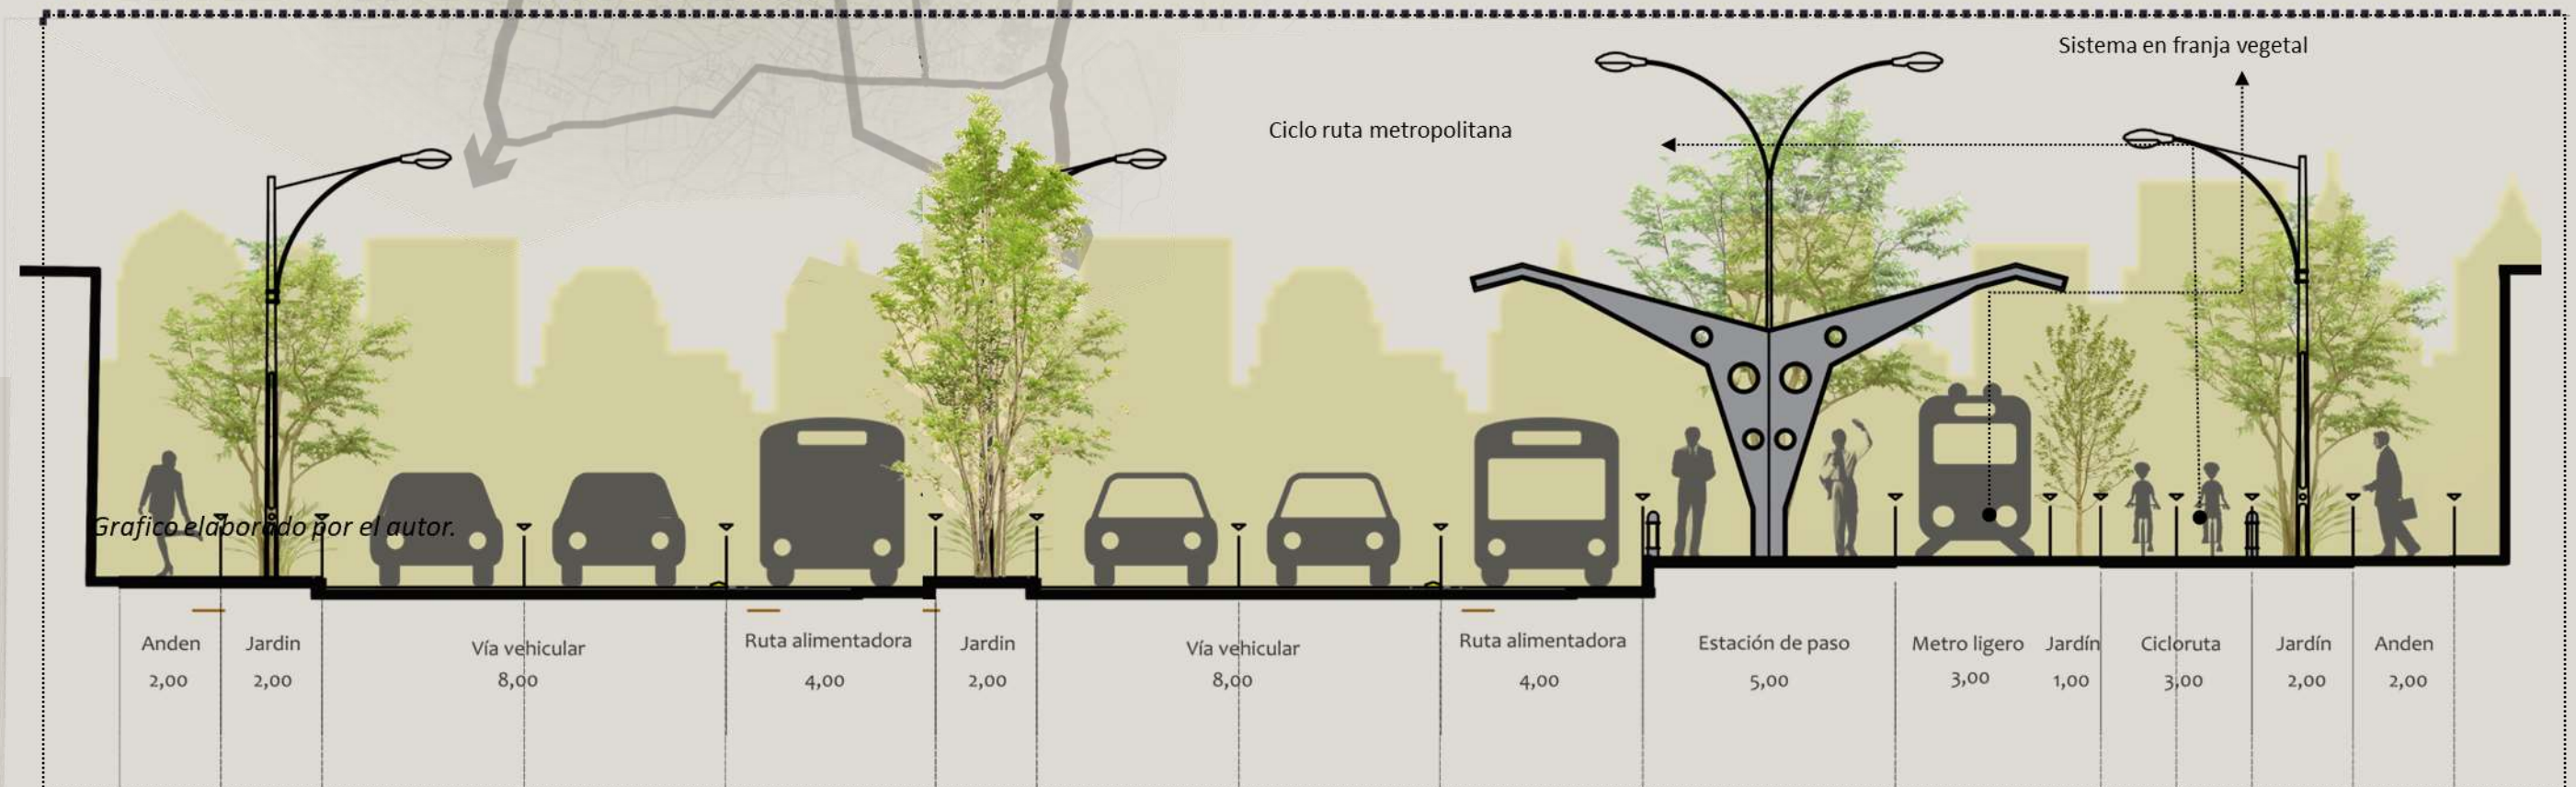 Sistema en franja vegetal
Ciclo ruta metropolitana
Grafico elaborado por el autor.
Anden
2,00
Jardin
2,00
Vía vehicular
8,00
Ruta alimentadora
4,00
Jardin
2,00
Vía vehicular
8,00
Ruta alimentadora
4,00
Estación de paso
5,00
Metro ligero
3,00
Jardín
1,00
Cicloruta
3,00
Jardín
2,00
Anden
2,00